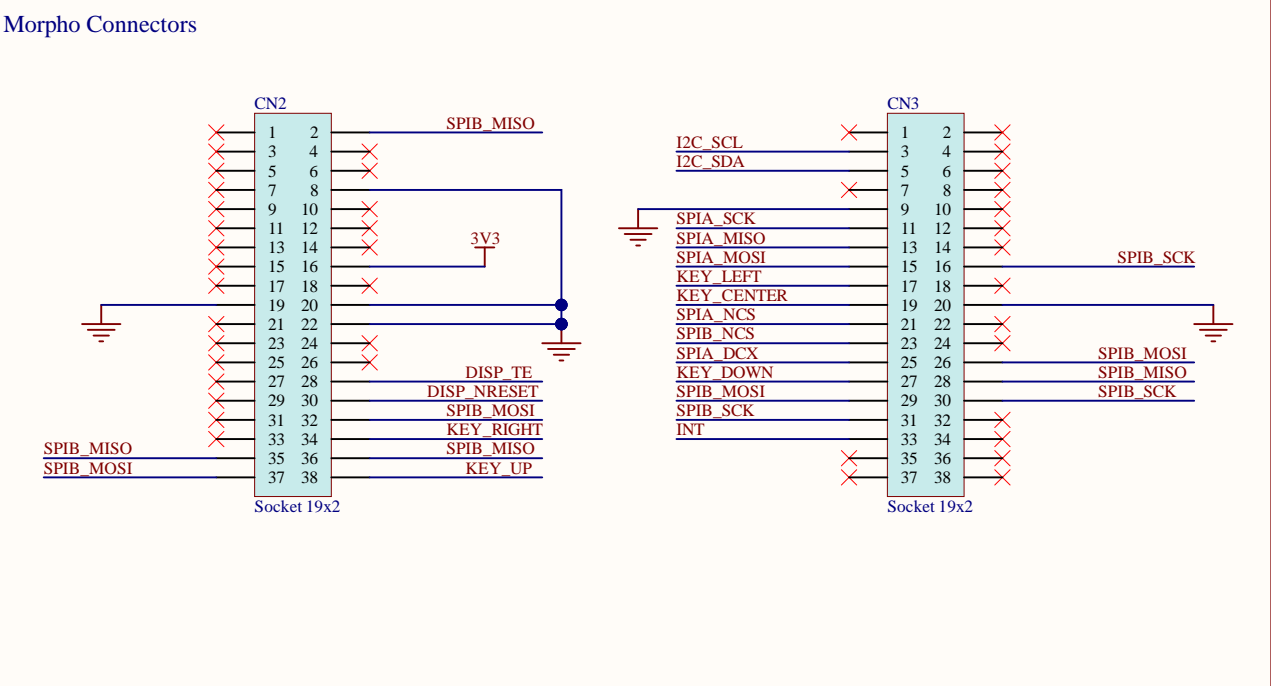 Morpho Connectors
CN2
1 2 SPIB_MISO
3 4
5 6
7 8
9 10
11 12
13 14
3V3
15 16
17 18
19 20
21 22
23 24
25 26
27 28 DISP_TE
29 30 DISP_NRESET
31 32 SPIB_MOSI
33 34 KEY_RIGHT
SPIB_MISO 35 36 SPIB_MISO
SPIB_MOSI 37 38 KEY_UP
Socket 19x2
CN3
1 2
I2C_SCL 3 4
I2C_SDA 5 6
7 8
9 10
SPIA_SCK 11 12
SPIA_MISO 13 14
SPIA_MOSI 15 16 SPIB_SCK
KEY_LEFT 17 18
KEY_CENTER 19 20
SPIA_NCS 21 22
SPIB_NCS 23 24
SPIA_DCX 25 26 SPIB_MOSI
KEY_DOWN 27 28 SPIB_MISO
SPIB_MOSI 29 30 SPIB_SCK
SPIB_SCK 31 32
INT 33 34
35 36
37 38
Socket 19x2